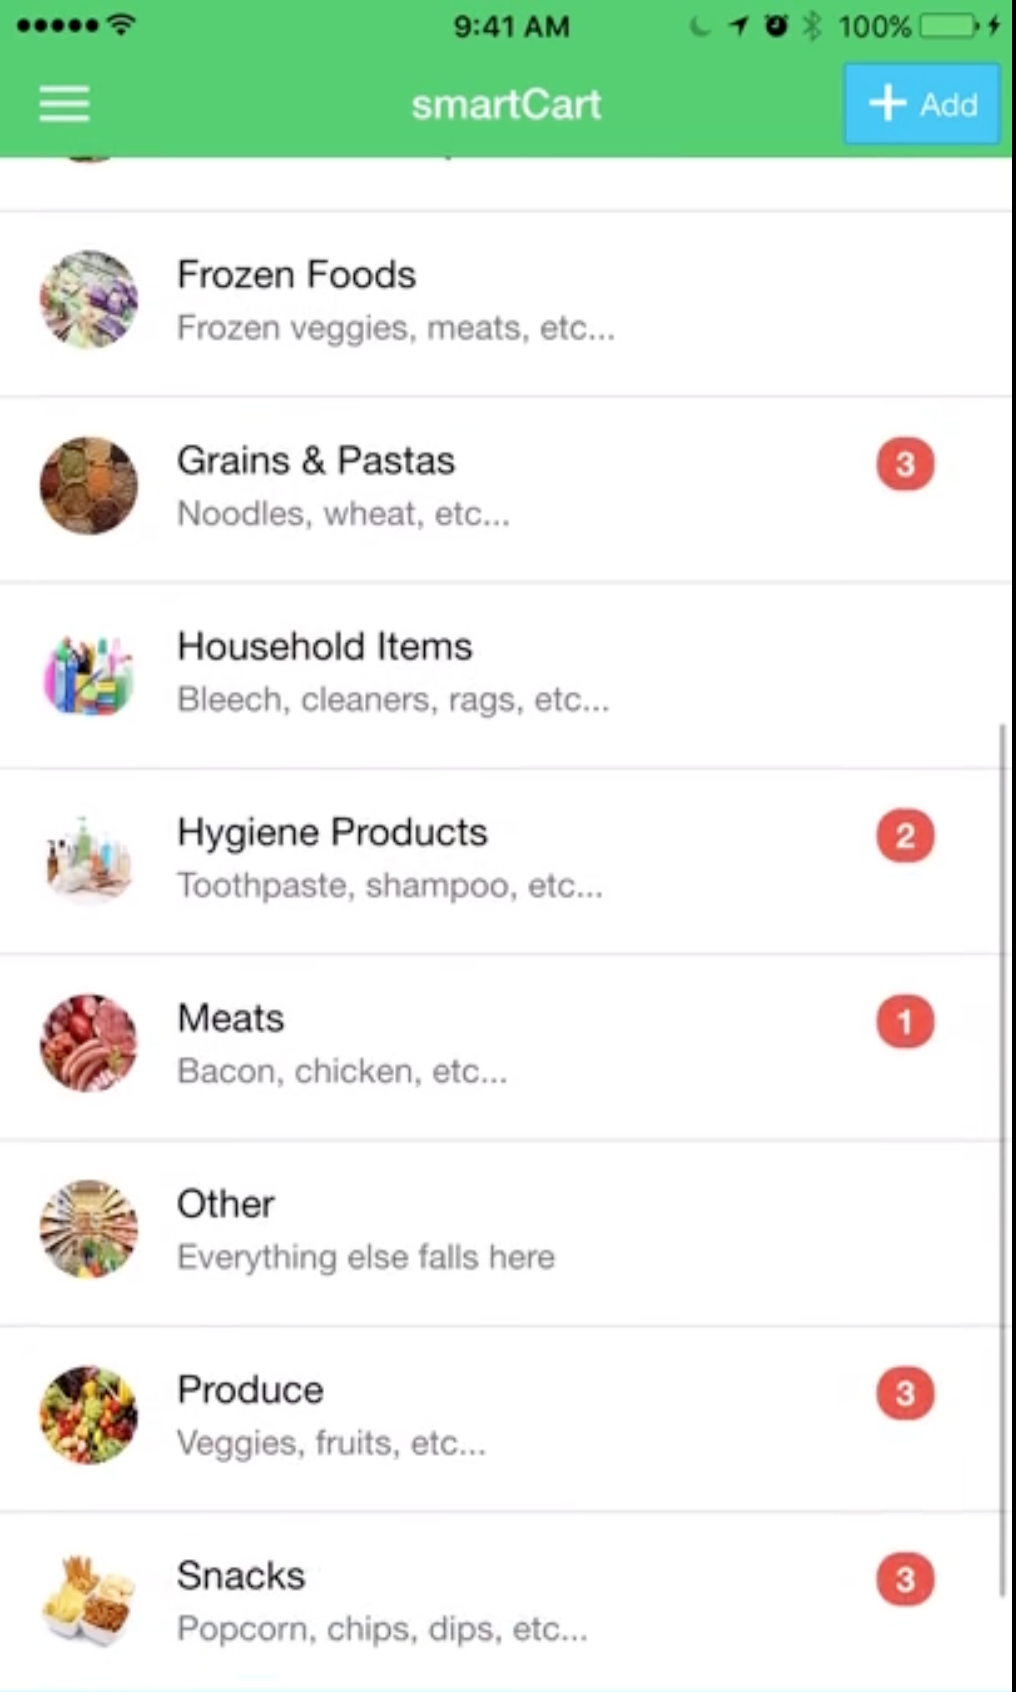 9:41 AM
100%
smartCart
+ Add
Frozen Foods
Frozen veggies, meats, etc...
Grains & Pastas
3
Noodles, wheat, etc...
Household Items
Bleech, cleaners, rags, etc...
Hygiene Products
2
Toothpaste, shampoo, etc...
Meats
1
Bacon, chicken, etc...
Other
Everything else falls here
Produce
3
Veggies, fruits, etc...
Snacks
3
Popcorn, chips, dips, etc...